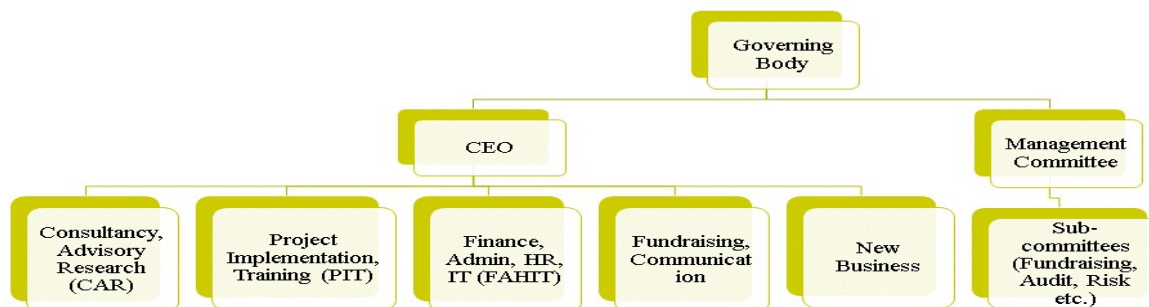 Governing
Body
CEO
Management
Committee
Consultancy,
Advisory
Research
(CAR)
Project
Implementation,
Training (PIT)
Finance,
Admin, HR,
IT (FAHIT)
Fundraising,
Communicat
ion
New
Business
Sub-
committees
(Fundraising,
Audit, Risk
etc.)